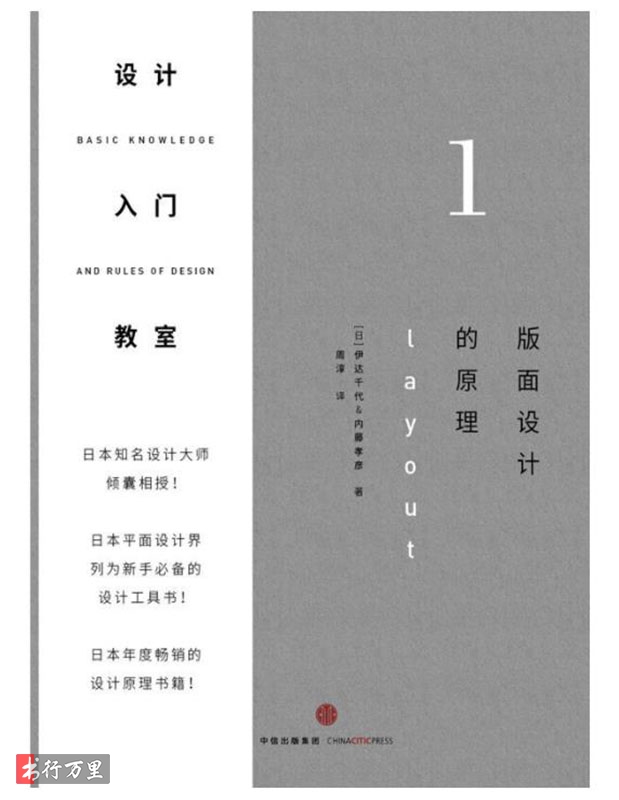 设计
BASIC KNOWLEDGE
入门
AND RULES OF DESIGN
教室
日本知名设计大师
倾囊相授！
日本平面设计界
列为新手必备的
设计工具书！
日本年度畅销的
设计原理书籍！
1
版面设计
的原理
layout
[日]伊达千代&内藤孝彦 著
周淳 译
中信出版集团·CHINACITICPRESS
书行万里